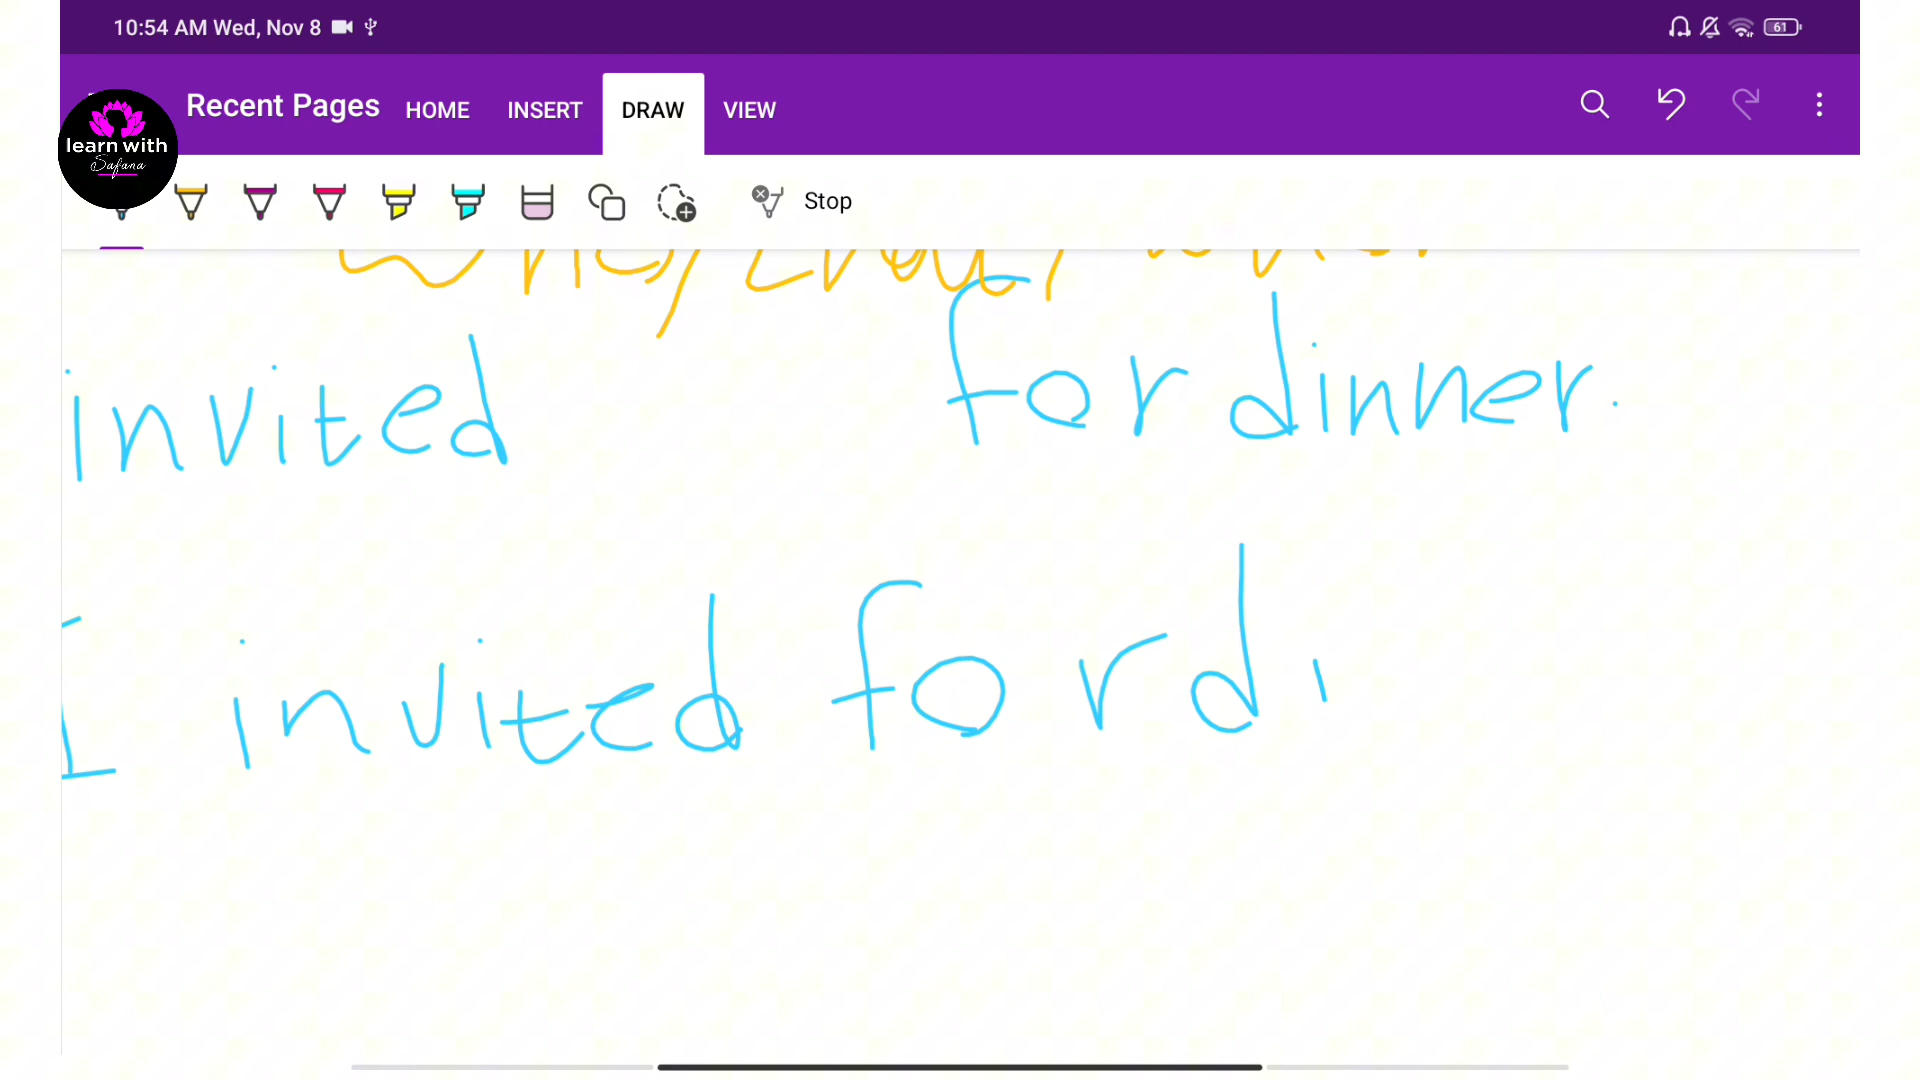 10:54 AM Wed, Nov 8 61
Recent Pages HOME INSERT DRAW VIEW
learn with
Safana
Stop
invited for dinner.
I invited for di